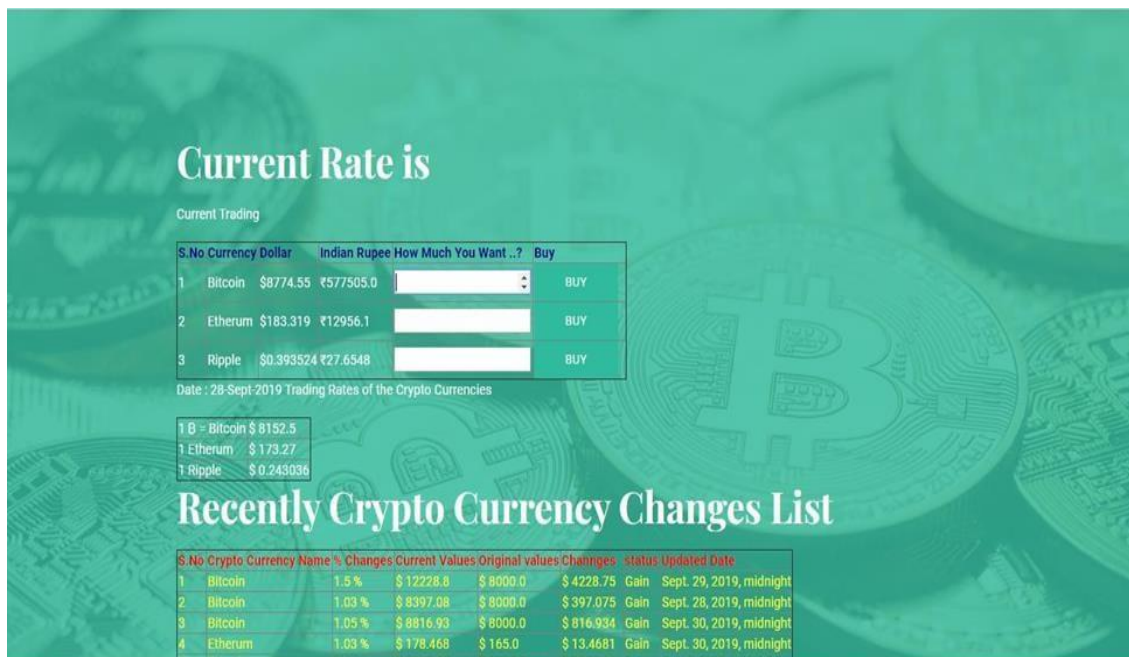 Current Rate is
Current Trading
S.No Currency Dollar Indian Rupee How Much You Want ..? Buy
1 Bitcoin $8774.55 ₹577505.0 BUY
2 Etherum $183.319 ₹12956.1 BUY
3 Ripple $0.393524 ₹27.6548 BUY
Date : 28-Sept-2019 Trading Rates of the Crypto Currencies
1 B = Bitcoin $ 8152.5
1 Etherum $ 173.27
1 Ripple $ 0.243036
Recently Crypto Currency Changes List
S.No Crypto Currency Name % Changes Current Values Original values Channges status Updated Date
1 Bitcoin 1.5 % $ 12228.8 $ 8000.0 $ 4228.75 Gain Sept. 29, 2019, midnight
2 Bitcoin 1.03 % $ 8397.08 $ 8000.0 $ 397.075 Gain Sept. 28, 2019, midnight
3 Bitcoin 1.05 % $ 8816.93 $ 8000.0 $ 816.934 Gain Sept. 30, 2019, midnight
4 Etherum 1.03 % $ 178.468 $ 165.0 $ 13.4681 Gain Sept. 30, 2019, midnight